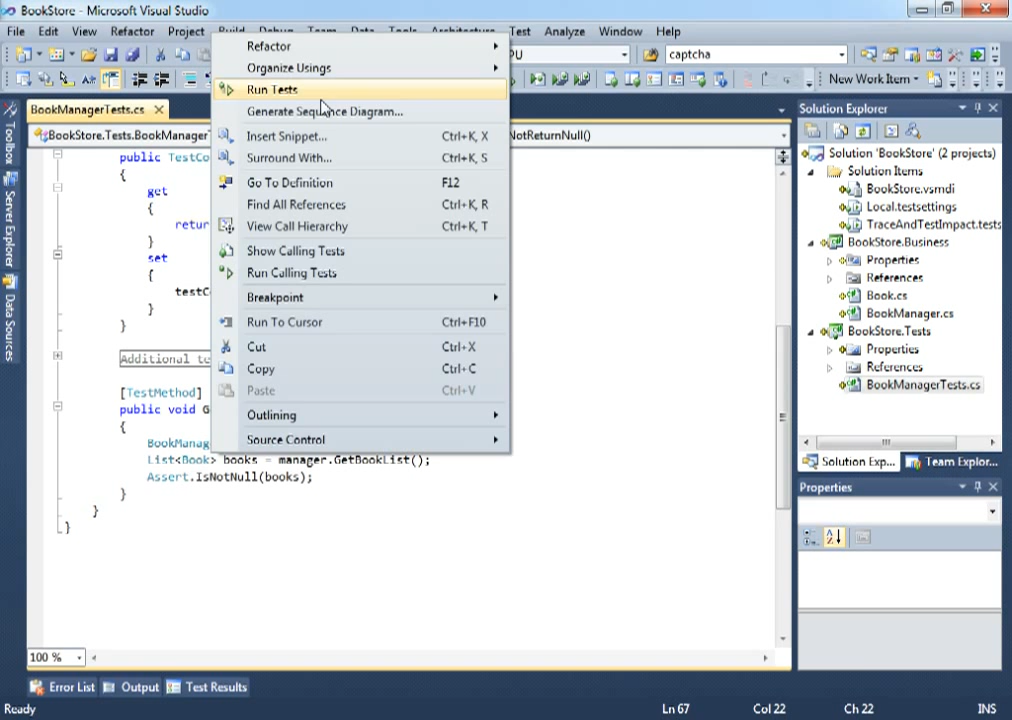 BookStore - Microsoft Visual Studio
File Edit View Refactor Project Build Debug Team Data Tools Architecture Test Analyze Window Help
captcha
New Work Item
BookManagerTests.cs
BookStore.Tests.BookManagerT
NotReturnNull()
Toolbox
Server Explorer
Data Sources
public TestCo
{
get
{
retur
}
set
{
testCo
}
}
Additional te
[TestMethod]
public void G
{
BookManag
List<Book> books = manager.GetBookList();
Assert.IsNotNull(books);
}
}
}
Refactor
Organize Usings
Run Tests
Generate Sequence Diagram...
Insert Snippet... Ctrl+K, X
Surround With... Ctrl+K, S
Go To Definition F12
Find All References Ctrl+K, R
View Call Hierarchy Ctrl+K, T
Show Calling Tests
Run Calling Tests
Breakpoint
Run To Cursor Ctrl+F10
Cut Ctrl+X
Copy Ctrl+C
Paste Ctrl+V
Outlining
Source Control
Solution Explorer
Solution 'BookStore' (2 projects)
Solution Items
BookStore.vsmdi
Local.testsettings
TraceAndTestImpact.tests
BookStore.Business
Properties
References
Book.cs
BookManager.cs
BookStore.Tests
Properties
References
BookManagerTests.cs
Solution Exp... Team Explor...
Properties
100 %
Error List Output Test Results
Ready Ln 67 Col 22 Ch 22 INS